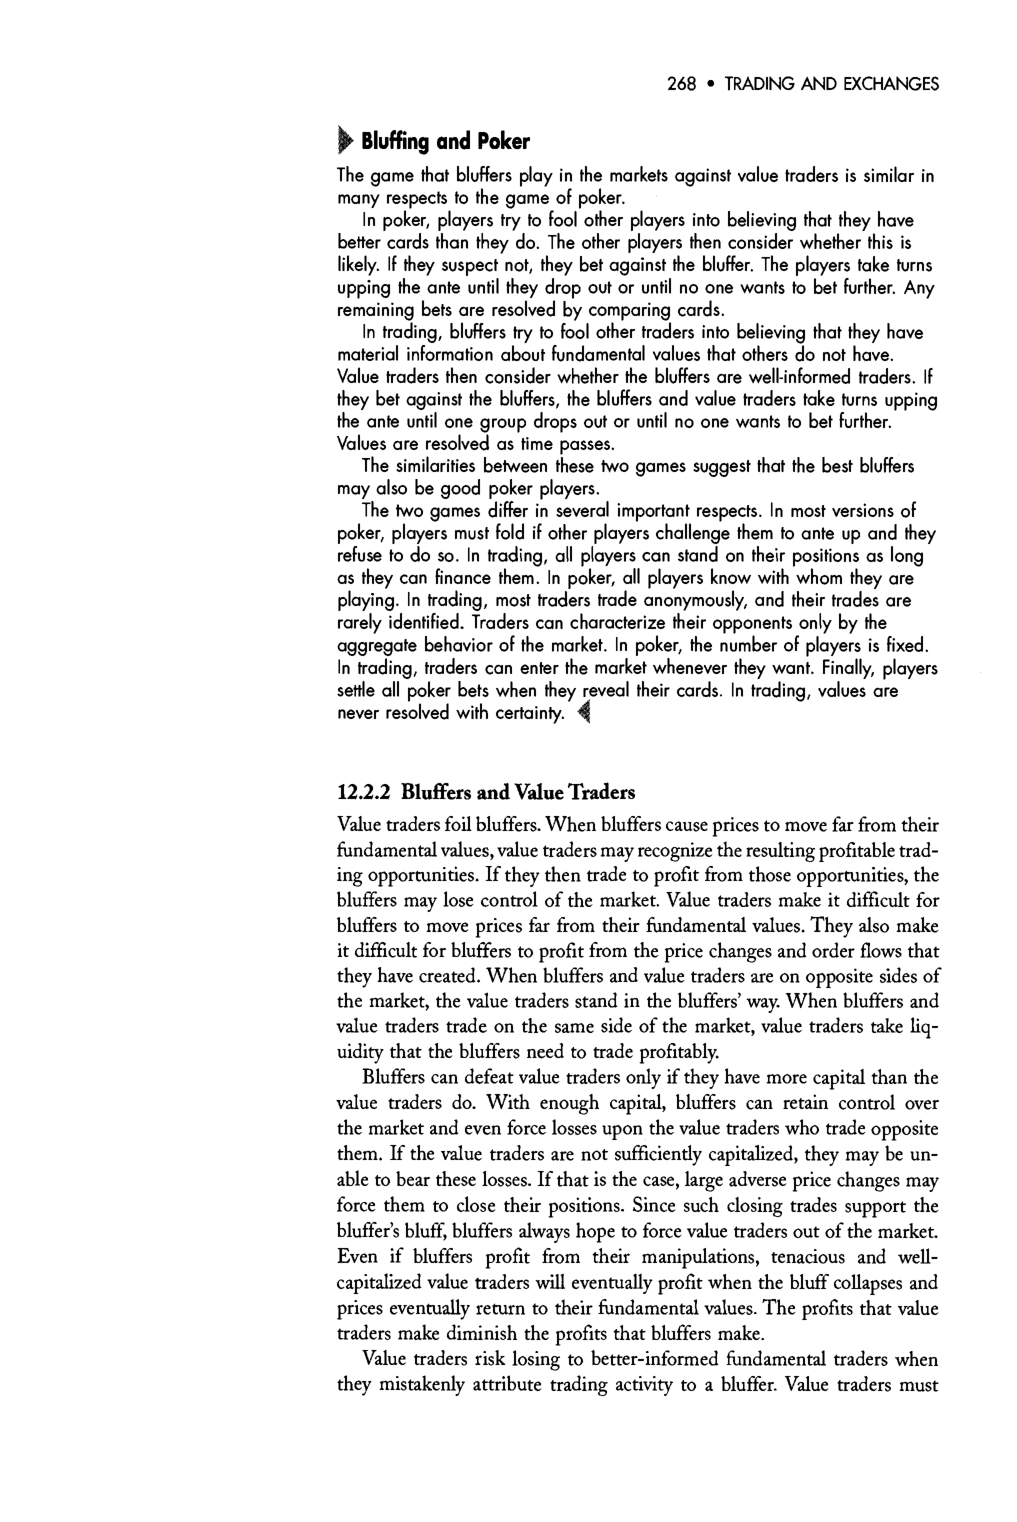 268 • TRADING AND EXCHANGES
Bluffing and Poker
The game that bluffers play in the markets against value traders is similar in
many respects to the game of poker.
In poker, players try to fool other players into believing that they have
better cards than they do. The other players then consider whether this is
likely. If they suspect not, they bet against the bluffer. The players take turns
upping the ante until they drop out or until no one wants to bet further. Any
remaining bets are resolved by comparing cards.
In trading, bluffers try to fool other traders into believing that they have
material information about fundamental values that others do not have.
Value traders then consider whether the bluffers are well-informed traders. If
they bet against the bluffers, the bluffers and value traders take turns upping
the ante until one group drops out or until no one wants to bet further.
Values are resolved as time passes.
The similarities between these two games suggest that the best bluffers
may also be good poker players.
The two games differ in several important respects. In most versions of
poker, players must fold if other players challenge them to ante up and they
refuse to do so. In trading, all players can stand on their positions as long
as they can finance them. In poker, all players know with whom they are
playing. In trading, most traders trade anonymously, and their trades are
rarely identified. Traders can characterize their opponents only by the
aggregate behavior of the market. In poker, the number of players is fixed.
In trading, traders can enter the market whenever they want. Finally, players
settle all poker bets when they reveal their cards. In trading, values are
never resolved with certainty.
12.2.2 Bluffers and Value Traders
Value traders foil bluffers. When bluffers cause prices to move far from their
fundamental values, value traders may recognize the resulting profitable trad-
ing opportunities. If they then trade to profit from those opportunities, the
bluffers may lose control of the market. Value traders make it difficult for
bluffers to move prices far from their fundamental values. They also make
it difficult for bluffers to profit from the price changes and order flows that
they have created. When bluffers and value traders are on opposite sides of
the market, the value traders stand in the bluffers' way. When bluffers and
value traders trade on the same side of the market, value traders take liq-
uidity that the bluffers need to trade profitably.
Bluffers can defeat value traders only if they have more capital than the
value traders do. With enough capital, bluffers can retain control over
the market and even force losses upon the value traders who trade opposite
them. If the value traders are not sufficiently capitalized, they may be un-
able to bear these losses. If that is the case, large adverse price changes may
force them to close their positions. Since such closing trades support the
bluffer's bluff, bluffers always hope to force value traders out of the market.
Even if bluffers profit from their manipulations, tenacious and well-
capitalized value traders will eventually profit when the bluff collapses and
prices eventually return to their fundamental values. The profits that value
traders make diminish the profits that bluffers make.
Value traders risk losing to better-informed fundamental traders when
they mistakenly attribute trading activity to a bluffer. Value traders must